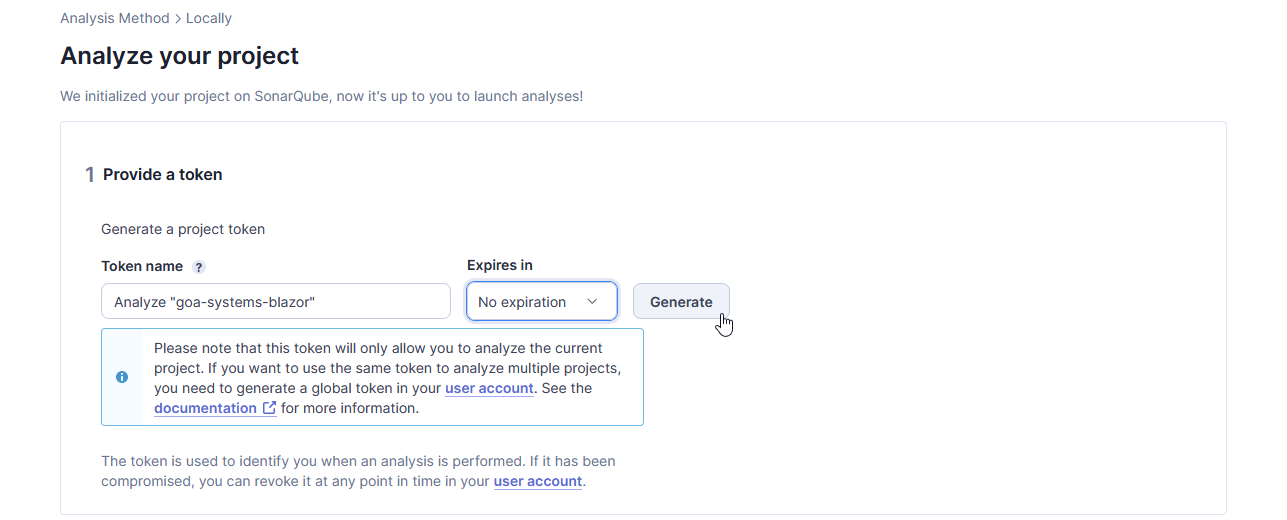 Analysis Method > Locally
Analyze your project
We initialized your project on SonarQube, now it's up to you to launch analyses!
1 Provide a token
Generate a project token
Token name ?
Expires in
Analyze "goa-systems-blazor"
No expiration
Generate
Please note that this token will only allow you to analyze the current
project. If you want to use the same token to analyze multiple projects,
you need to generate a global token in your user account. See the
documentation for more information.
The token is used to identify you when an analysis is performed. If it has been
compromised, you can revoke it at any point in time in your user account.